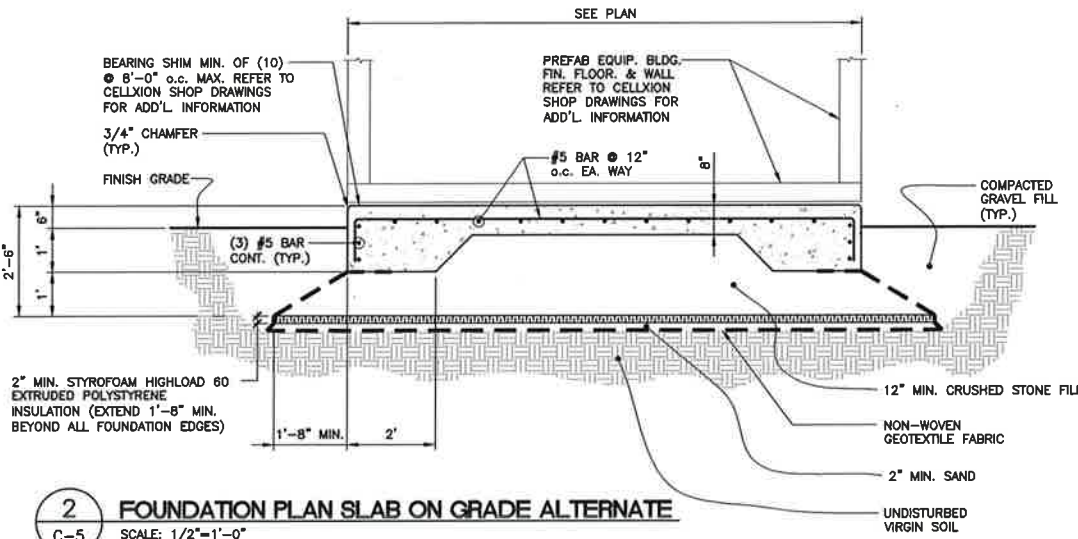 SEE PLAN
BEARING SHIM MIN. OF (10)
@ 8'-0" o.c. MAX. REFER TO
CELLXION SHOP DRAWINGS
FOR ADD'L. INFORMATION
PREFAB EQUIP. BLDG.
FIN. FLOOR. & WALL
REFER TO CELLXION
SHOP DRAWINGS FOR
ADD'L. INFORMATION
3/4" CHAMFER
(TYP.)
#5 BAR @ 12"
o.c. EA. WAY
8"
FINISH GRADE
COMPACTED
GRAVEL FILL
(TYP.)
6"
1'
1'
2'-6"
(3) #5 BAR
CONT. (TYP.)
2" MIN. STYROFOAM HIGHLOAD 60
EXTRUDED POLYSTYRENE
INSULATION (EXTEND 1'-8" MIN.
BEYOND ALL FOUNDATION EDGES)
1'-8" MIN.
2'
12" MIN. CRUSHED STONE FILL
NON-WOVEN
GEOTEXTILE FABRIC
2" MIN. SAND
UNDISTURBED
VIRGIN SOIL
2
C-5
FOUNDATION PLAN SLAB ON GRADE ALTERNATE
SCALE: 1/2"=1'-0"